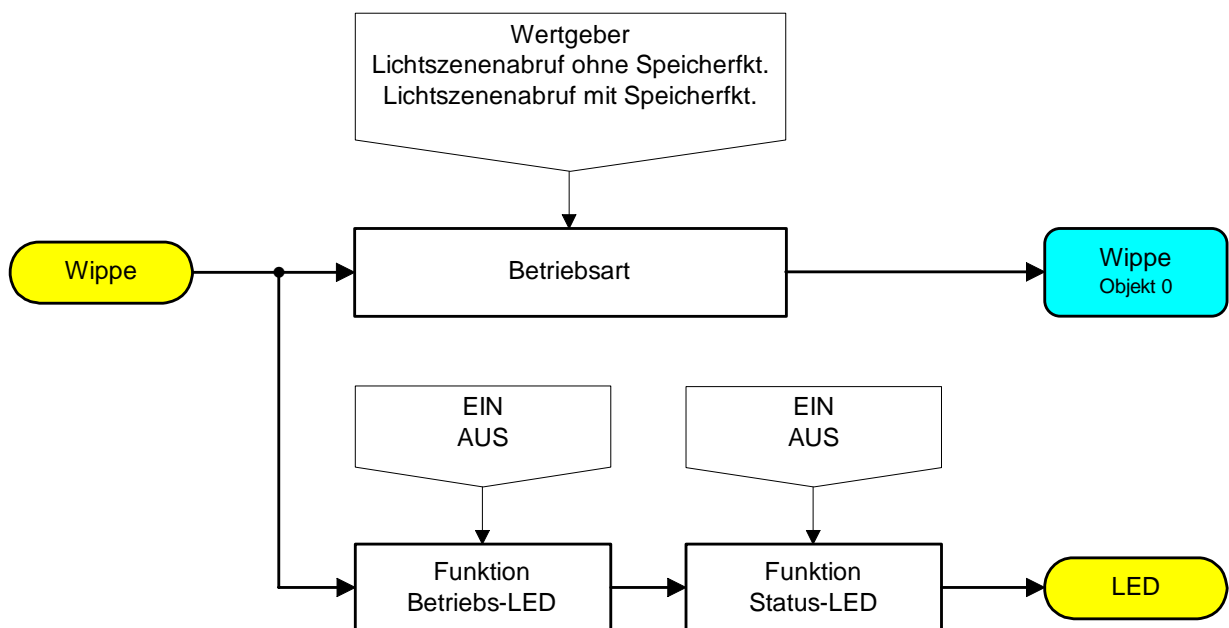 Wertgeber
Lichtszenenabruf ohne Speicherfkt.
Lichtszenenabruf mit Speicherfkt.
Wippe
Betriebsart
Wippe
Objekt 0
EIN
AUS
EIN
AUS
Funktion
Betriebs-LED
Funktion
Status-LED
LED